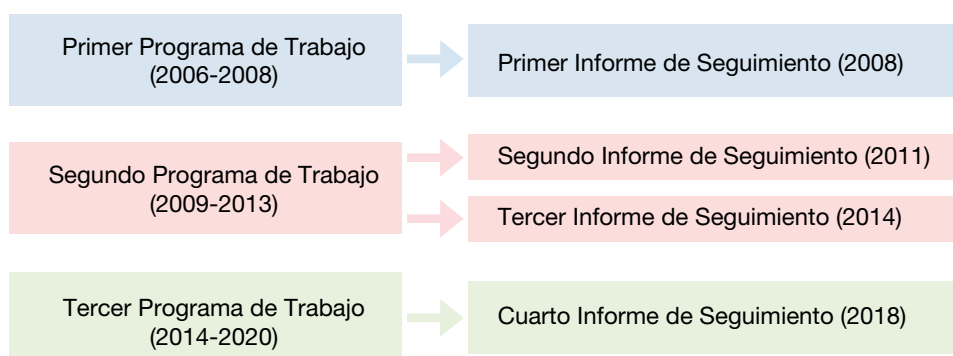 Primer Programa de Trabajo
(2006-2008)
Primer Informe de Seguimiento (2008)
Segundo Programa de Trabajo
(2009-2013)
Segundo Informe de Seguimiento (2011)
Tercer Informe de Seguimiento (2014)
Tercer Programa de Trabajo
(2014-2020)
Cuarto Informe de Seguimiento (2018)